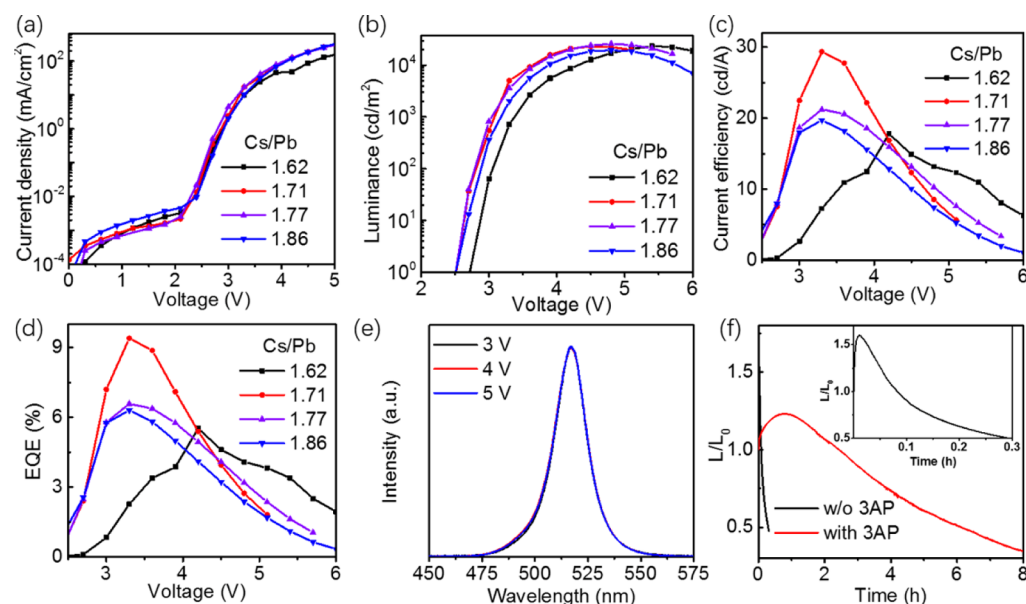 (a)
Current density (mA/cm²)
10²
10⁰
10⁻²
10⁻⁴
Cs/Pb
1.62
1.71
1.77
1.86
0 1 2 3 4 5
Voltage (V)
(b)
Luminance (cd/m²)
10⁴
10³
10²
10¹
10⁰
Cs/Pb
1.62
1.71
1.77
1.86
2 3 4 5 6
Voltage (V)
(c)
Current efficiency (cd/A)
30
20
10
0
Cs/Pb
1.62
1.71
1.77
1.86
3 4 5 6
Voltage (V)
(d)
EQE (%)
9
6
3
0
Cs/Pb
1.62
1.71
1.77
1.86
3 4 5 6
Voltage (V)
(e)
Intensity (a.u.)
3 V
4 V
5 V
450 475 500 525 550 575
Wavelength (nm)
(f)
L/L₀
1.5
1.0
0.5
L/L₀
1.5
1.0
0.5
0.1 0.2 0.3
Time (h)
w/o 3AP
with 3AP
0 2 4 6 8
Time (h)